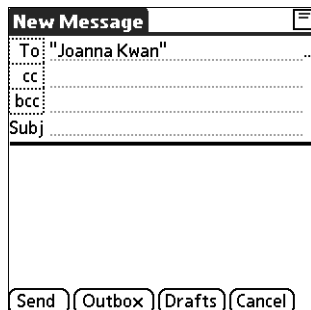 New Message
To "Joanna Kwan" ..
cc
bcc
Subj
Send Outbox Drafts Cancel